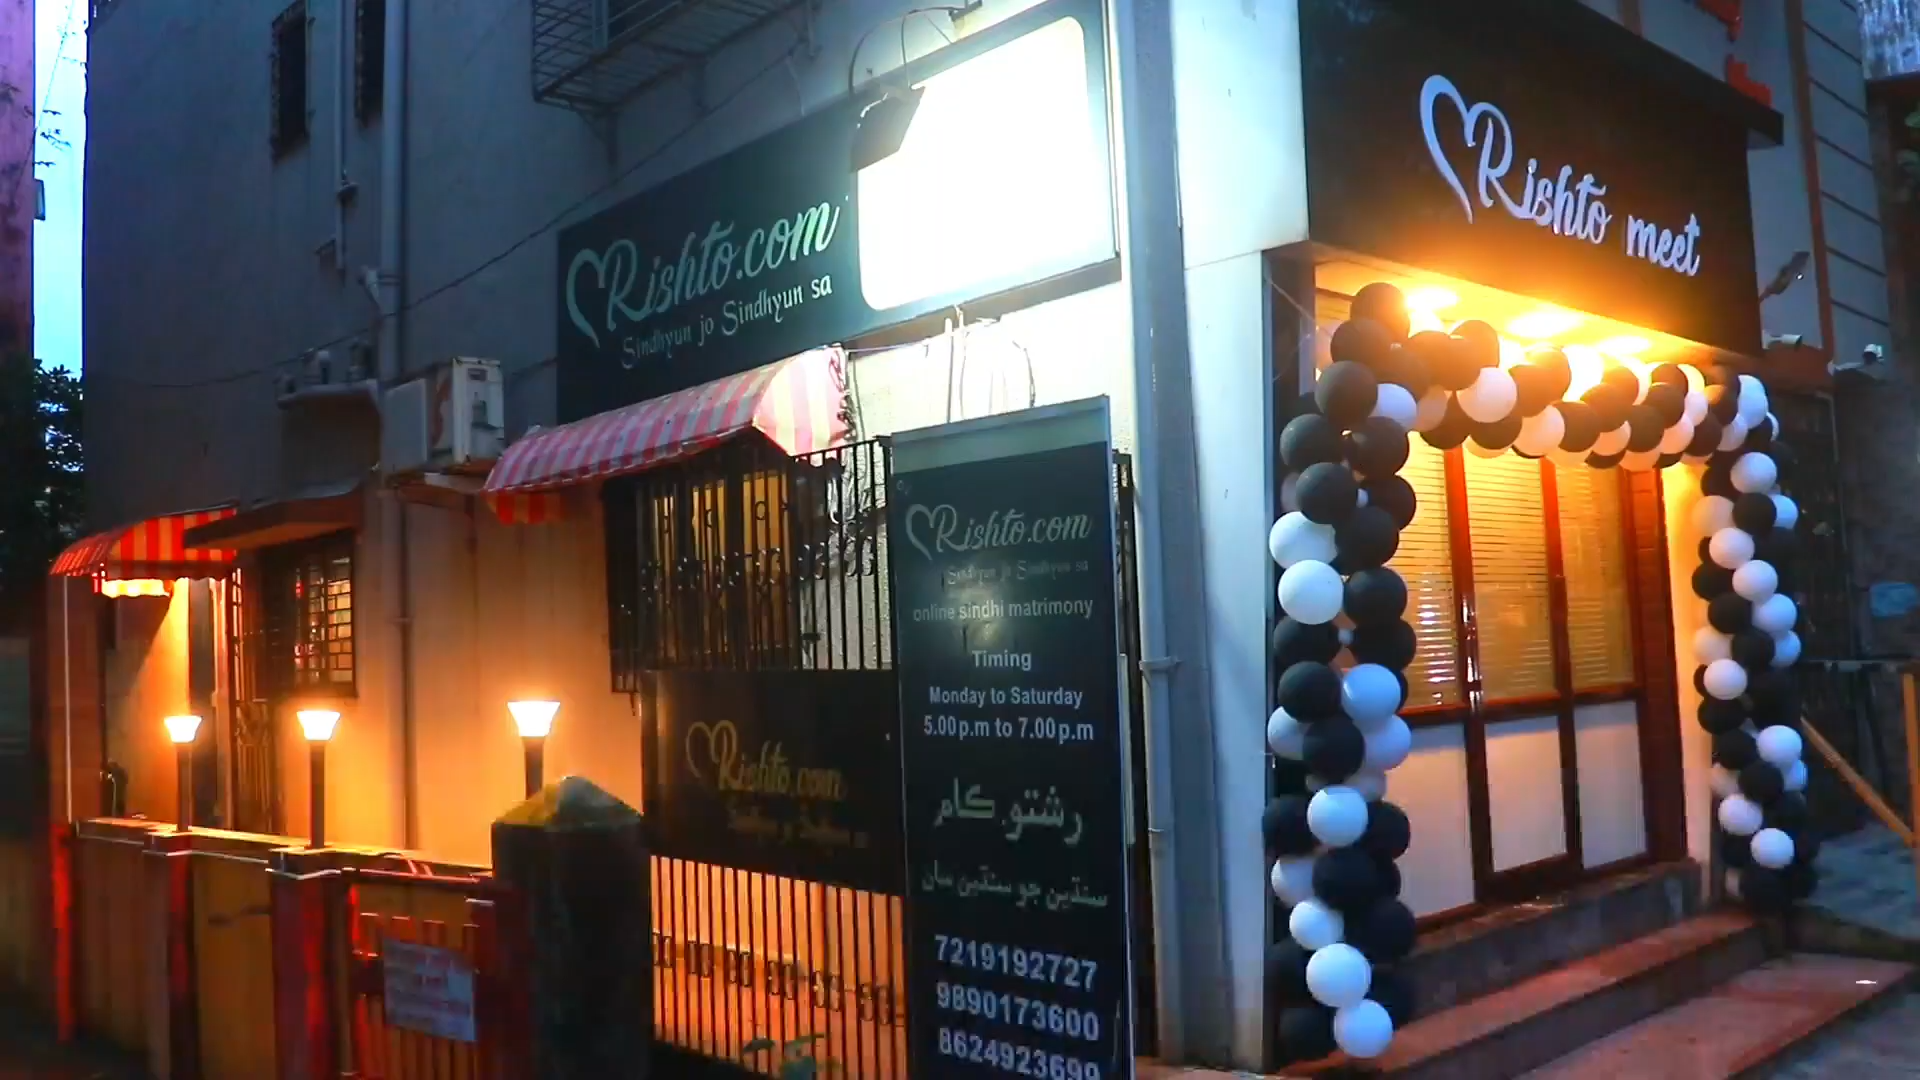 Rishto.com
Sindhyun jo Sindhyun sa
Rishto meet
Rishto.com
Sindhyun jo Sindhyun sa
online sindhi matrimony
Timing
Monday to Saturday
5.00p.m to 7.00p.m
رشتو.ڪام
سنڌين جو سنڌين سان
7219192727
9890173600
8624923699
Rishto.com